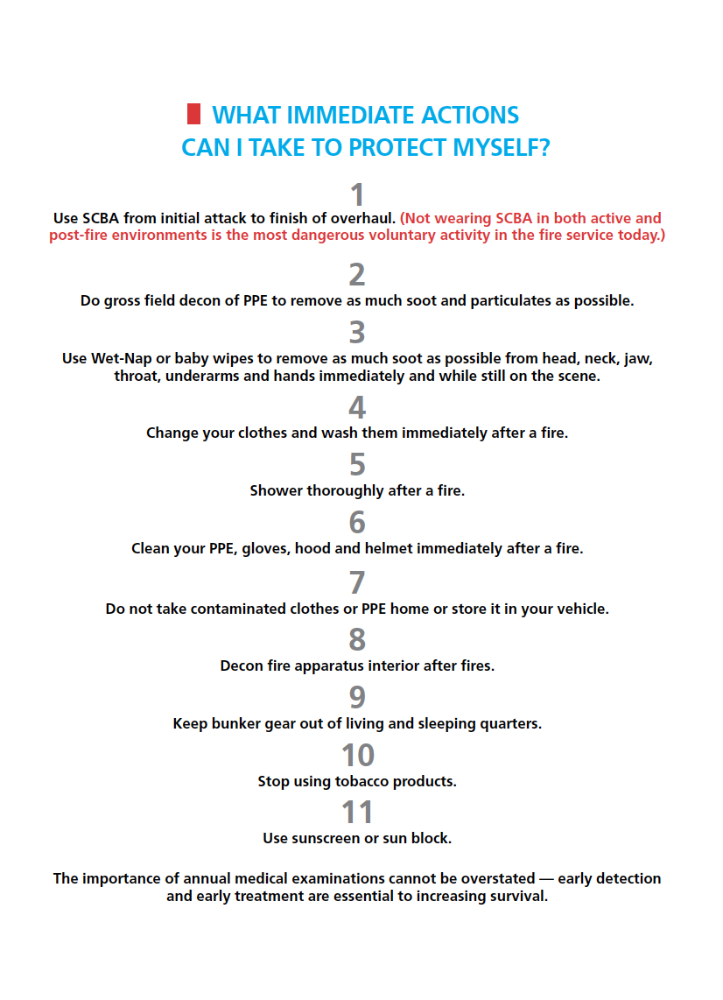 WHAT IMMEDIATE ACTIONS
CAN I TAKE TO PROTECT MYSELF?
1
Use SCBA from initial attack to finish of overhaul. (Not wearing SCBA in both active and
post-fire environments is the most dangerous voluntary activity in the fire service today.)
2
Do gross field decon of PPE to remove as much soot and particulates as possible.
3
Use Wet-Nap or baby wipes to remove as much soot as possible from head, neck, jaw,
throat, underarms and hands immediately and while still on the scene.
4
Change your clothes and wash them immediately after a fire.
5
Shower thoroughly after a fire.
6
Clean your PPE, gloves, hood and helmet immediately after a fire.
7
Do not take contaminated clothes or PPE home or store it in your vehicle.
8
Decon fire apparatus interior after fires.
9
Keep bunker gear out of living and sleeping quarters.
10
Stop using tobacco products.
11
Use sunscreen or sun block.
The importance of annual medical examinations cannot be overstated — early detection
and early treatment are essential to increasing survival.